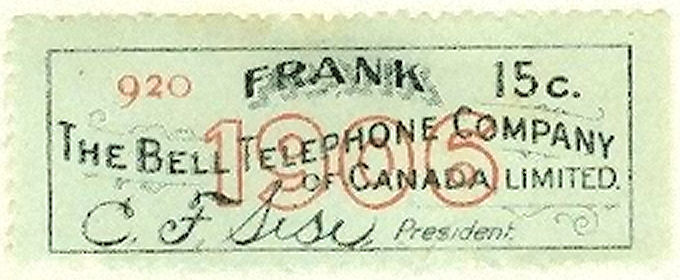 920 FRANK 15c.
THE BELL TELEPHONE COMPANY
1906
OF CANADA, LIMITED.
C. F. Sise, President.